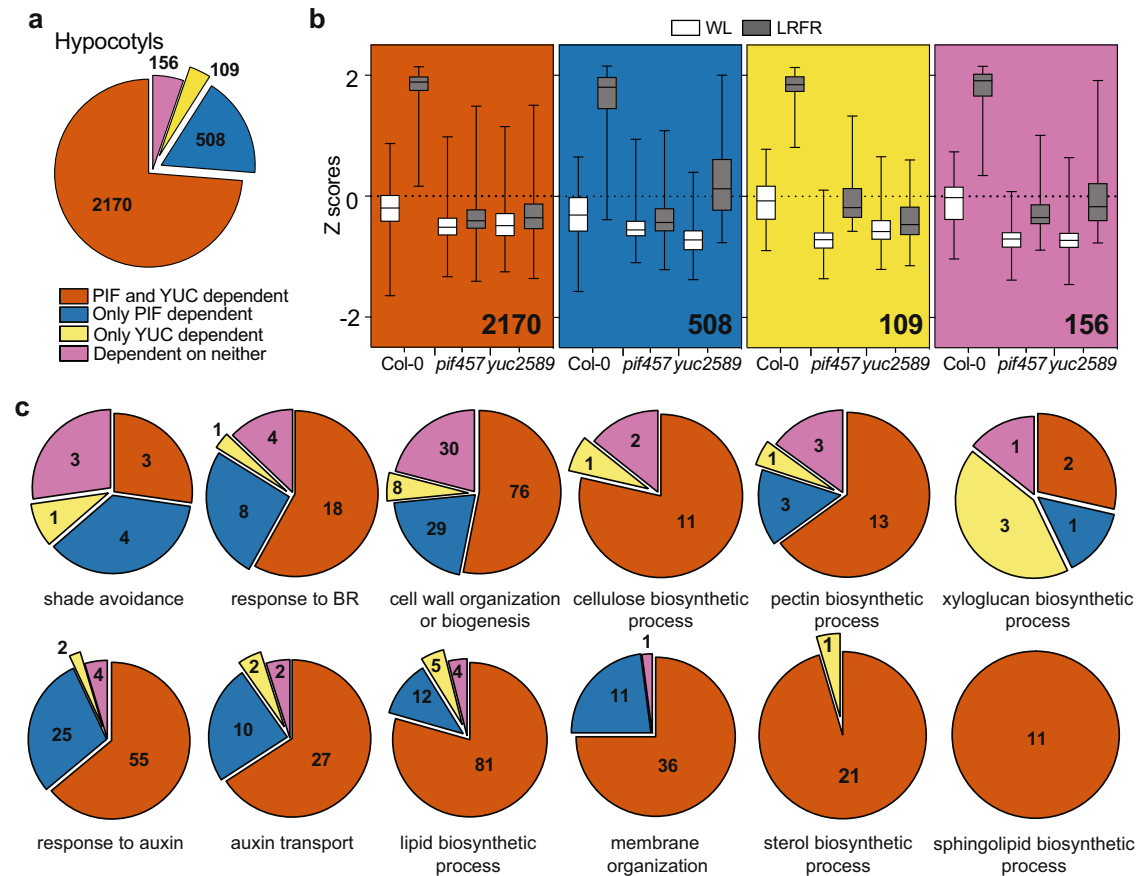 a
Hypocotyls
156
109
508
2170
PIF and YUC dependent
Only PIF dependent
Only YUC dependent
Dependent on neither
b
WL
LRFR
Z scores
2
0
-2
2170
508
109
156
Col-0
pif457
yuc2589
Col-0
pif457
yuc2589
Col-0
pif457
yuc2589
Col-0
pif457
yuc2589
c
3
3
1
4
shade avoidance
1
4
8
18
response to BR
30
8
76
29
cell wall organization
or biogenesis
2
1
11
cellulose biosynthetic
process
3
1
3
13
pectin biosynthetic
process
1
2
3
1
xyloglucan biosynthetic
process
2
4
25
55
response to auxin
2
2
10
27
auxin transport
5
4
12
81
lipid biosynthetic
process
1
11
36
membrane
organization
1
21
sterol biosynthetic
process
11
sphingolipid biosynthetic
process